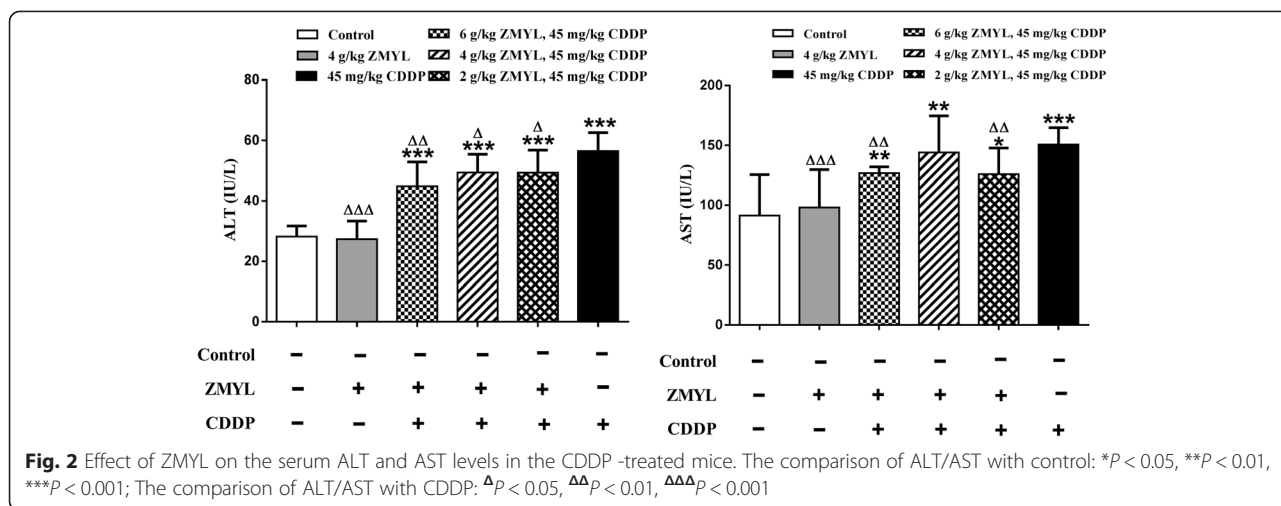 Control
4 g/kg ZMYL
45 mg/kg CDDP
6 g/kg ZMYL, 45 mg/kg CDDP
4 g/kg ZMYL, 45 mg/kg CDDP
2 g/kg ZMYL, 45 mg/kg CDDP
ALT (IU/L)
80
60
40
20
0
ΔΔΔ
ΔΔ
***
Δ
***
Δ
***
***
Control − − − − − −
ZMYL − + + + + −
CDDP − − + + + +
Control
4 g/kg ZMYL
45 mg/kg CDDP
6 g/kg ZMYL, 45 mg/kg CDDP
4 g/kg ZMYL, 45 mg/kg CDDP
2 g/kg ZMYL, 45 mg/kg CDDP
AST (IU/L)
200
150
100
50
0
ΔΔΔ
ΔΔ
**
**
ΔΔ
*
***
Control − − − − − −
ZMYL − + + + + −
CDDP − − + + + +
Fig. 2 Effect of ZMYL on the serum ALT and AST levels in the CDDP -treated mice. The comparison of ALT/AST with control: *P < 0.05, **P < 0.01,
***P < 0.001; The comparison of ALT/AST with CDDP: ΔP < 0.05, ΔΔP < 0.01, ΔΔΔP < 0.001